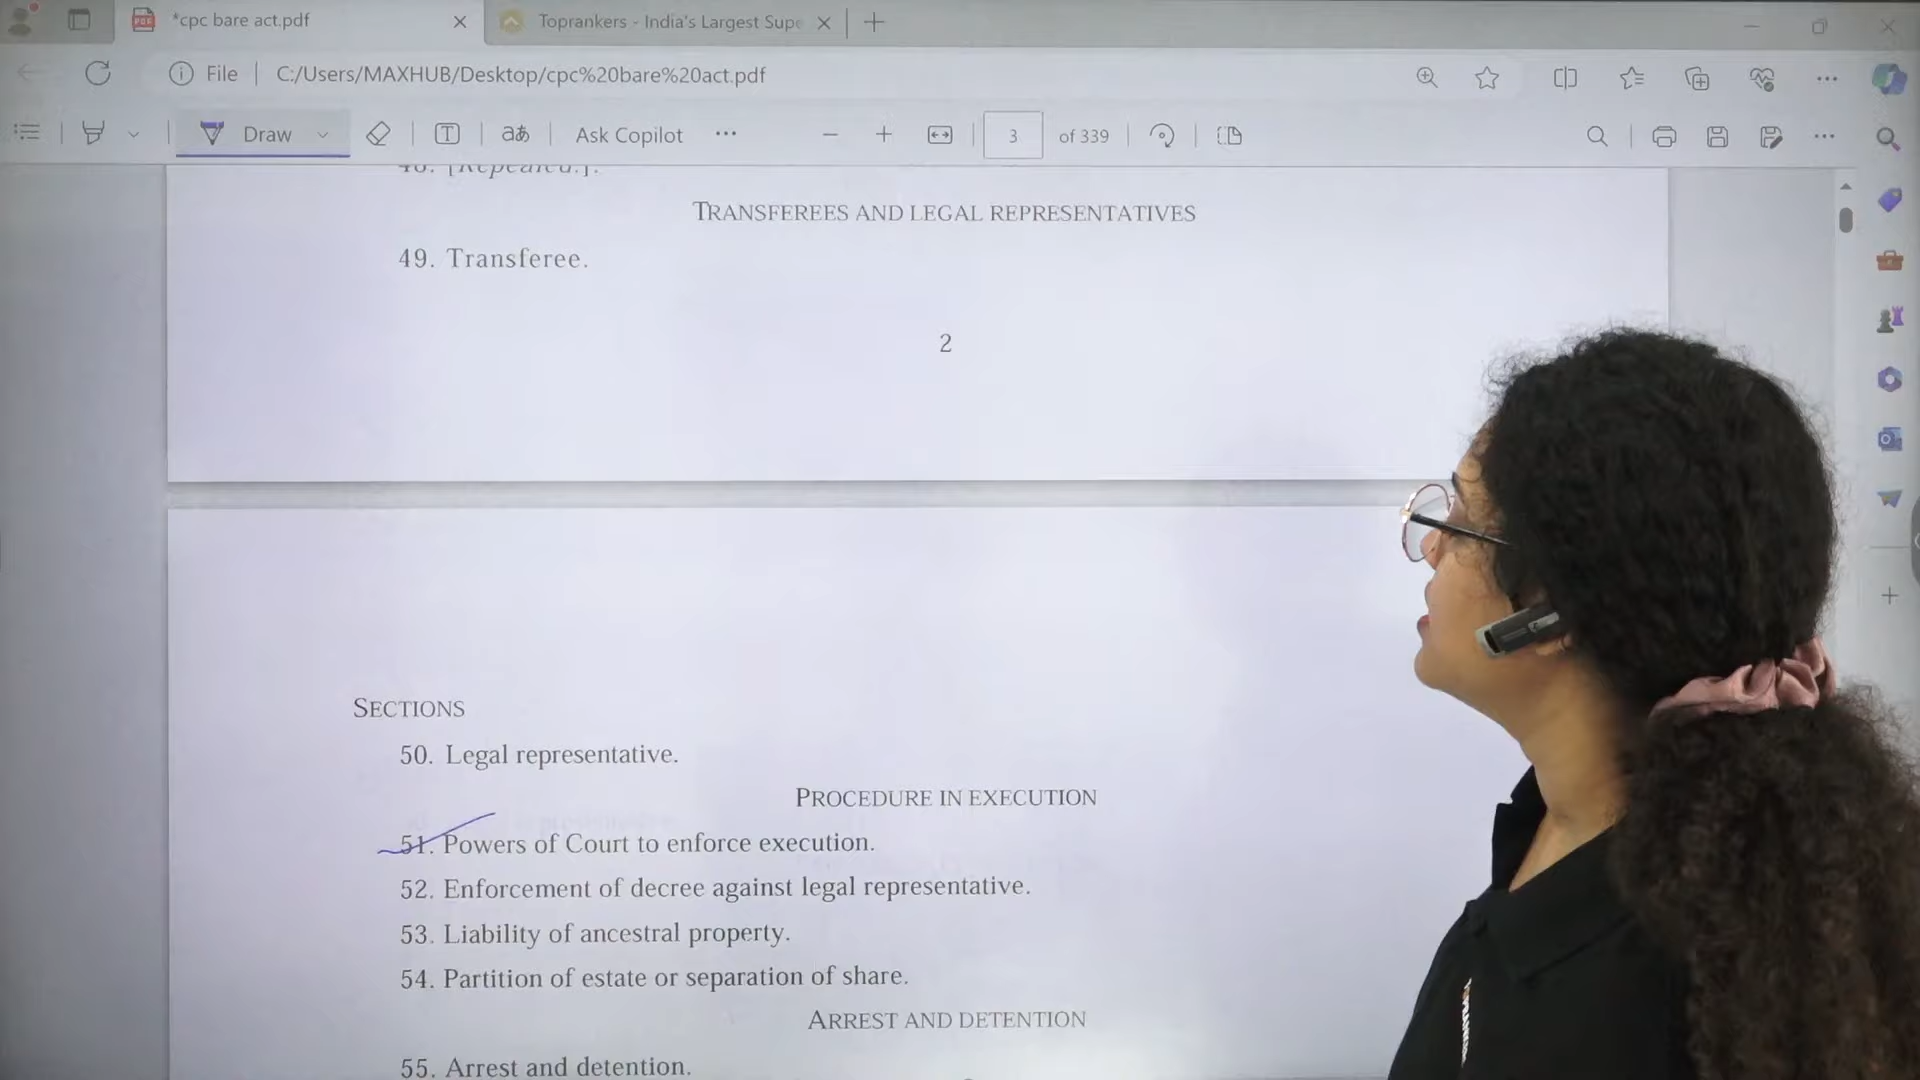 *cpc bare act.pdf
Toprankers - India's Largest Supe
File
C:/Users/MAXHUB/Desktop/cpc%20bare%20act.pdf
Draw
Ask Copilot
3
of 339
48. [Repealed.].
TRANSFEREES AND LEGAL REPRESENTATIVES
49. Transferee.
2
SECTIONS
50. Legal representative.
PROCEDURE IN EXECUTION
51. Powers of Court to enforce execution.
52. Enforcement of decree against legal representative.
53. Liability of ancestral property.
54. Partition of estate or separation of share.
ARREST AND DETENTION
55. Arrest and detention.